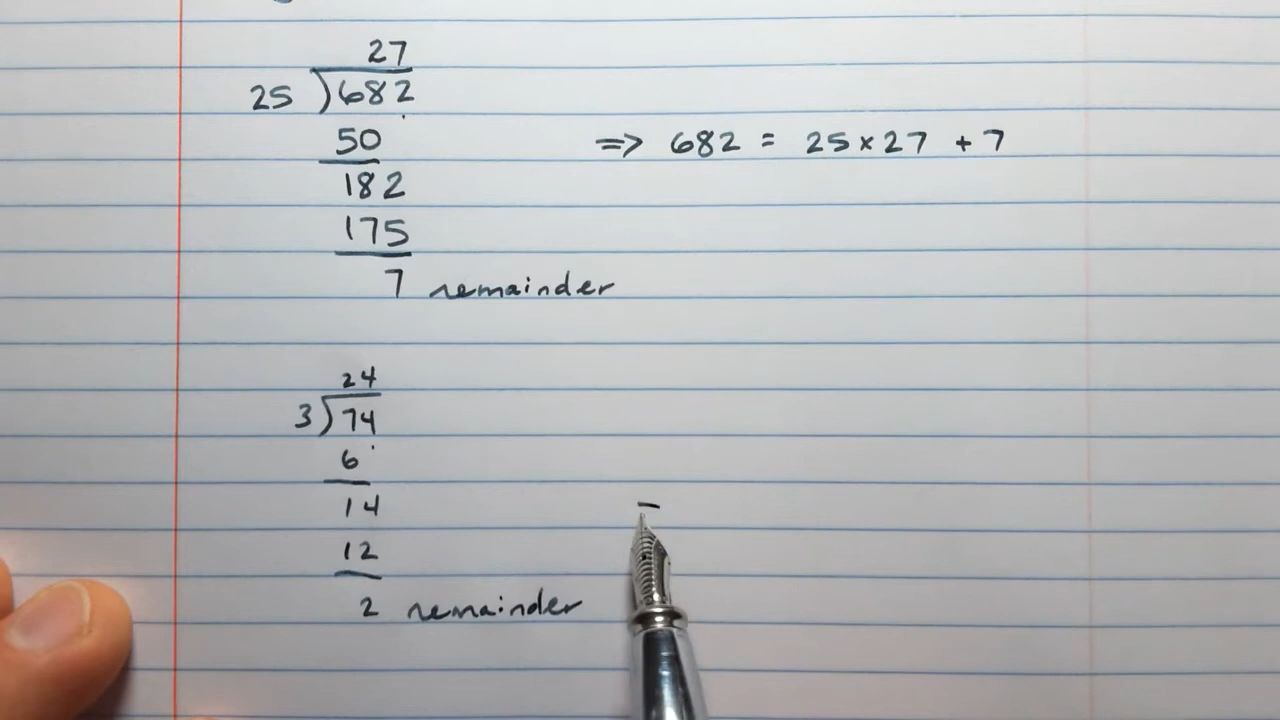 27
25 ) 682
50
⇒ 682 = 25 × 27 + 7
182
175
7 remainder
24
3 ) 74
6
14
12
2 remainder